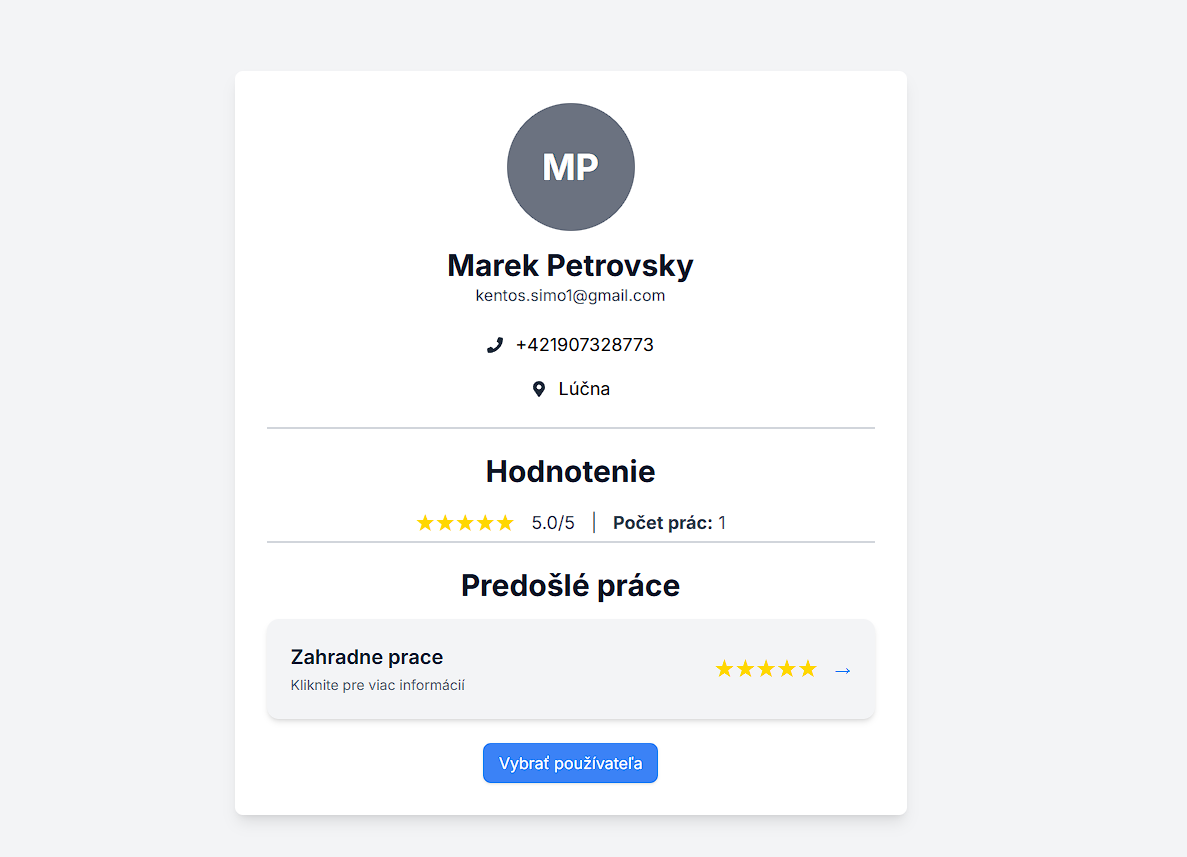 MP
Marek Petrovsky
kentos.simo1@gmail.com
+421907328773
Lúčna
Hodnotenie
5.0/5 | Počet prác: 1
Predošlé práce
Zahradne prace
Kliknite pre viac informácií
→
Vybrať používateľa